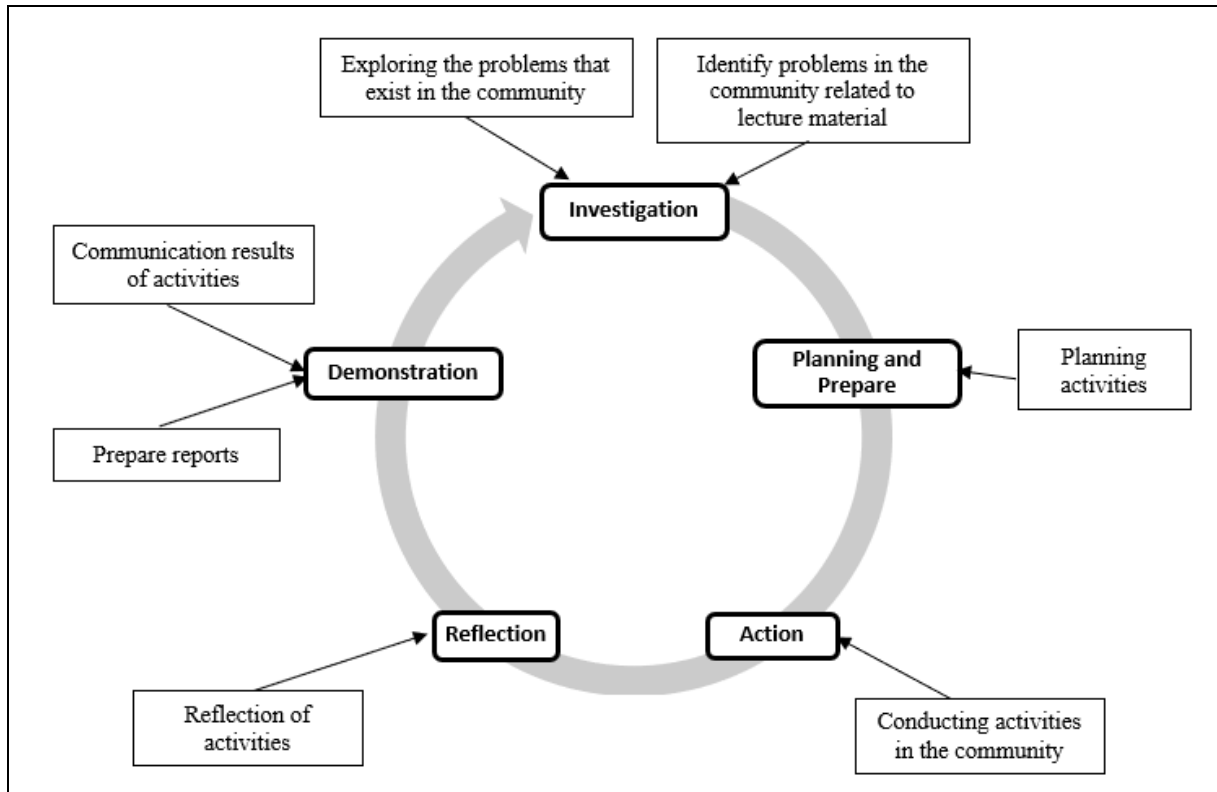 Exploring the problems that
exist in the community
Identify problems in the
community related to
lecture material
Investigation
Communication results
of activities
Demonstration
Prepare reports
Planning and
Prepare
Planning
activities
Reflection
Action
Reflection of
activities
Conducting activities
in the community